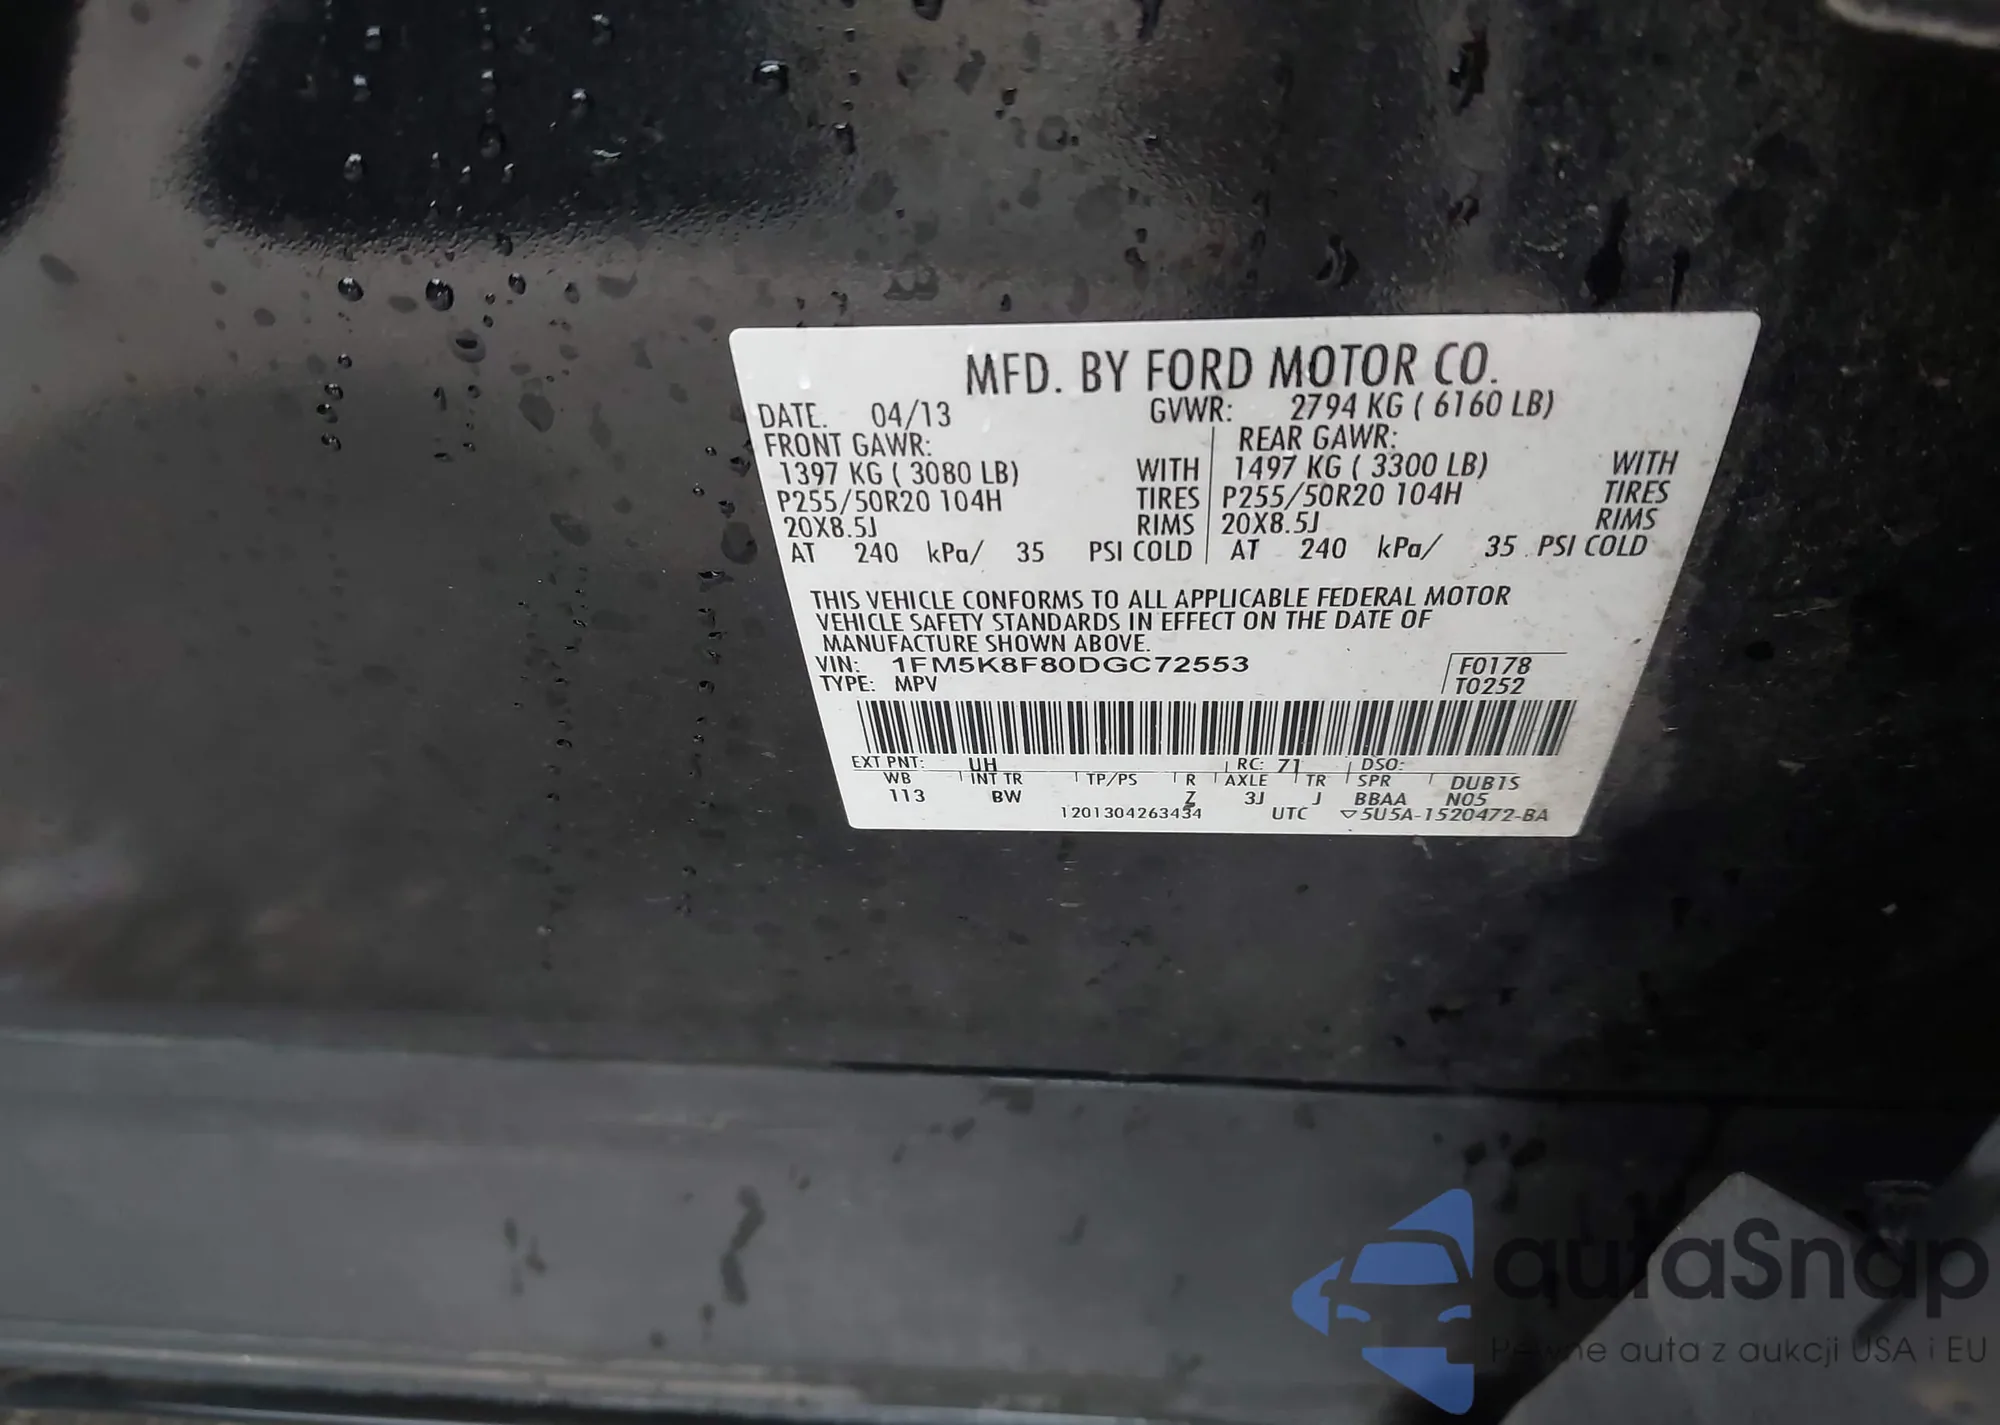 MFD. BY FORD MOTOR CO.
DATE. 04/13 GVWR: 2794 KG ( 6160 LB)
FRONT GAWR: REAR GAWR:
1397 KG ( 3080 LB) WITH 1497 KG ( 3300 LB) WITH
P255/50R20 104H TIRES P255/50R20 104H TIRES
20X8.5J RIMS 20X8.5J RIMS
AT 240 kPa/ 35 PSI COLD AT 240 kPa/ 35 PSI COLD
THIS VEHICLE CONFORMS TO ALL APPLICABLE FEDERAL MOTOR
VEHICLE SAFETY STANDARDS IN EFFECT ON THE DATE OF
MANUFACTURE SHOWN ABOVE.
VIN: 1FM5K8F80DGC72553 F0178
TYPE: MPV T0252
EXT PNT: UH RC: 71 DSO:
WB INT TR TP/PS R AXLE TR SPR DUB1S
113 BW Z 3J J BBAA N05
1201304263434 UTC ▽5U5A-1520472-BA
autaSnap
Pewne auta z aukcji USA i EU